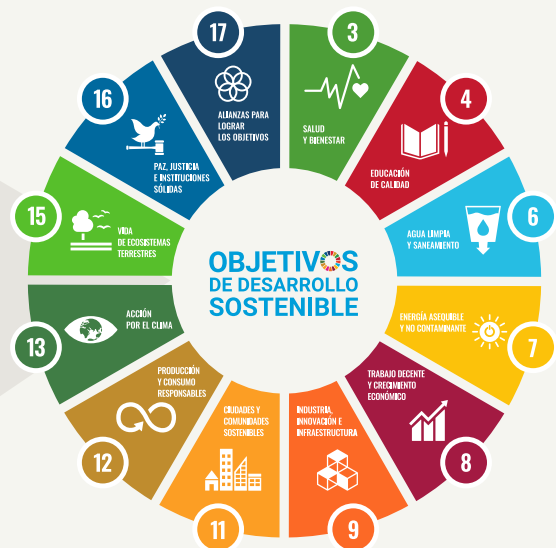 OBJETIVOS
DE DESARROLLO
SOSTENIBLE
3
SALUD
Y BIENESTAR
4
EDUCACIÓN
DE CALIDAD
6
AGUA LIMPIA
Y SANEAMIENTO
7
ENERGÍA ASEQUIBLE
Y NO CONTAMINANTE
8
TRABAJO DECENTE
Y CRECIMIENTO
ECONÓMICO
9
INDUSTRIA,
INNOVACIÓN E
INFRAESTRUCTURA
11
CIUDADES Y
COMUNIDADES
SOSTENIBLES
12
PRODUCCIÓN
Y CONSUMO
RESPONSABLES
13
ACCIÓN
POR EL CLIMA
15
VIDA
DE ECOSISTEMAS
TERRESTRES
16
PAZ, JUSTICIA
E INSTITUCIONES
SÓLIDAS
17
ALIANZAS PARA
LOGRAR
LOS OBJETIVOS